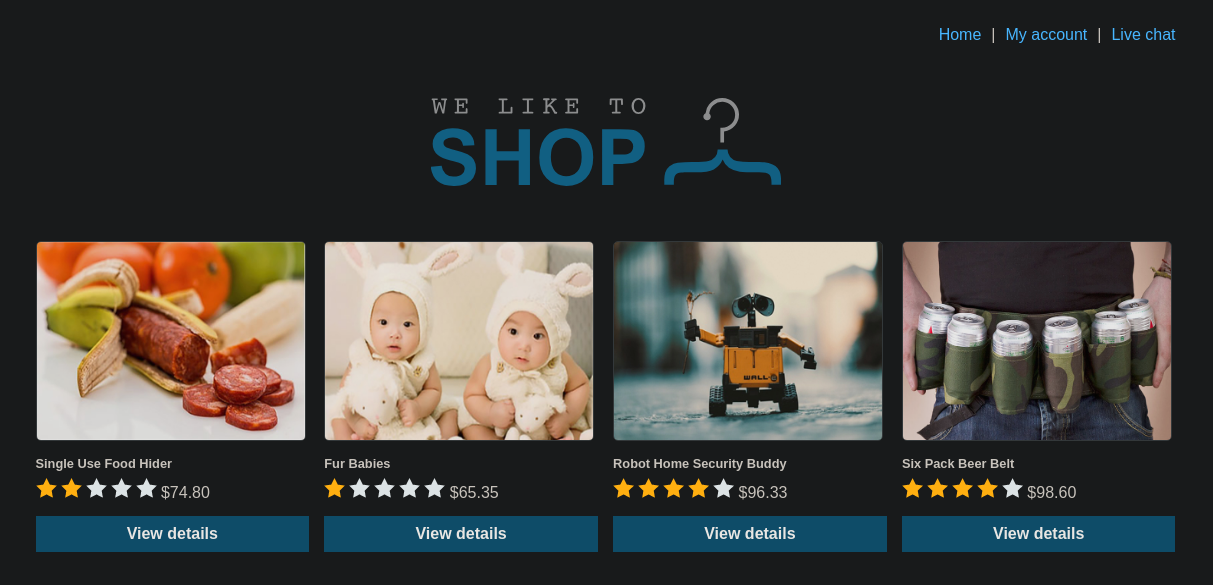 Home | My account | Live chat
WE LIKE TO
SHOP
WALL·E
Single Use Food Hider
$74.80
View details
Fur Babies
$65.35
View details
Robot Home Security Buddy
$96.33
View details
Six Pack Beer Belt
$98.60
View details